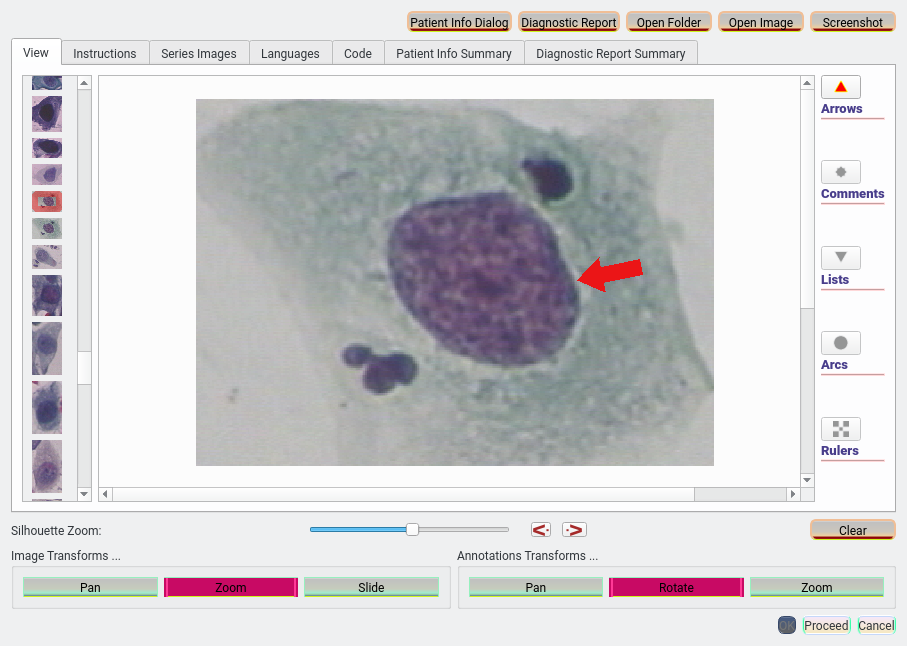 Patient Info Dialog Diagnostic Report Open Folder Open Image Screenshot
View Instructions Series Images Languages Code Patient Info Summary Diagnostic Report Summary
Arrows
Comments
Lists
Arcs
Rulers
Silhouette Zoom: <· ·> Clear
Image Transforms ... Annotations Transforms ...
Pan Zoom Slide Pan Rotate Zoom
OK Proceed Cancel